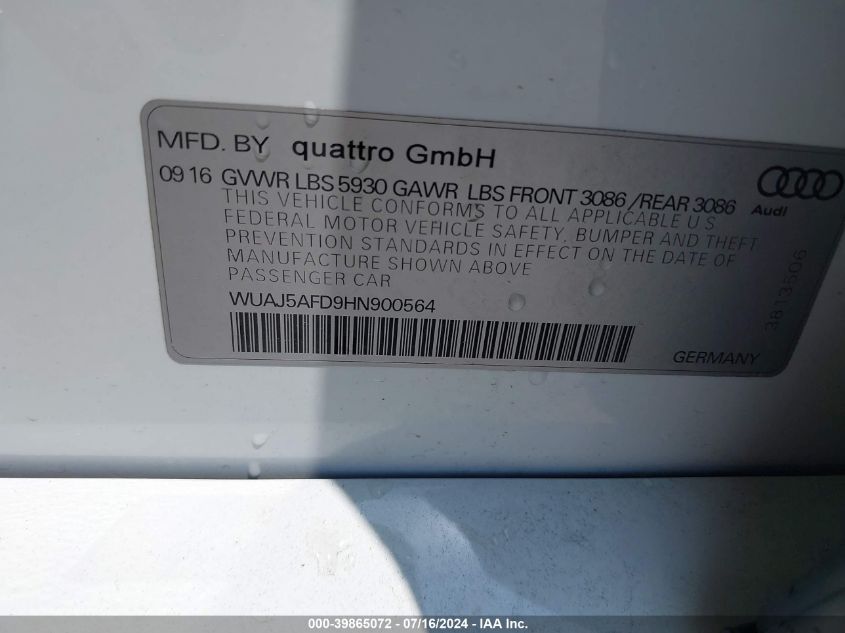 MFD. BY quattro GmbH
09 16 GVWR LBS 5930 GAWR LBS FRONT 3086 /REAR 3086
Audi
THIS VEHICLE CONFORMS TO ALL APPLICABLE U S
FEDERAL MOTOR VEHICLE SAFETY, BUMPER AND THEFT
PREVENTION STANDARDS IN EFFECT ON THE DATE OF
MANUFACTURE SHOWN ABOVE
PASSENGER CAR
WUAJ5AFD9HN900564
3813506
GERMANY
000-39865072 - 07/16/2024 - IAA Inc.